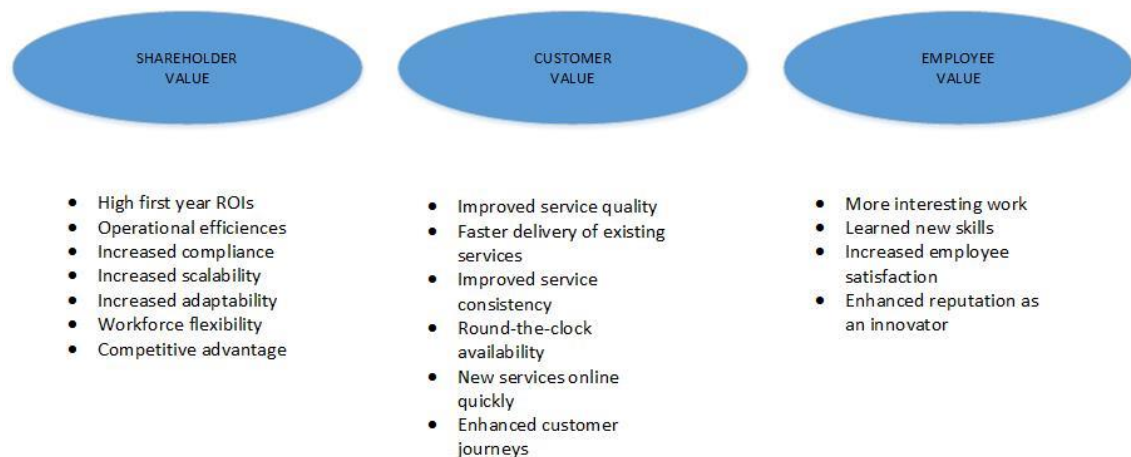 SHAREHOLDER
VALUE
CUSTOMER
VALUE
EMPLOYEE
VALUE
● High first year ROIs
● Operational efficiences
● Increased compliance
● Increased scalability
● Increased adaptability
● Workforce flexibility
● Competitive advantage
● Improved service quality
● Faster delivery of existing
services
● Improved service
consistency
● Round-the-clock
availability
● New services online
quickly
● Enhanced customer
journeys
● More interesting work
● Learned new skills
● Increased employee
satisfaction
● Enhanced reputation as
an innovator